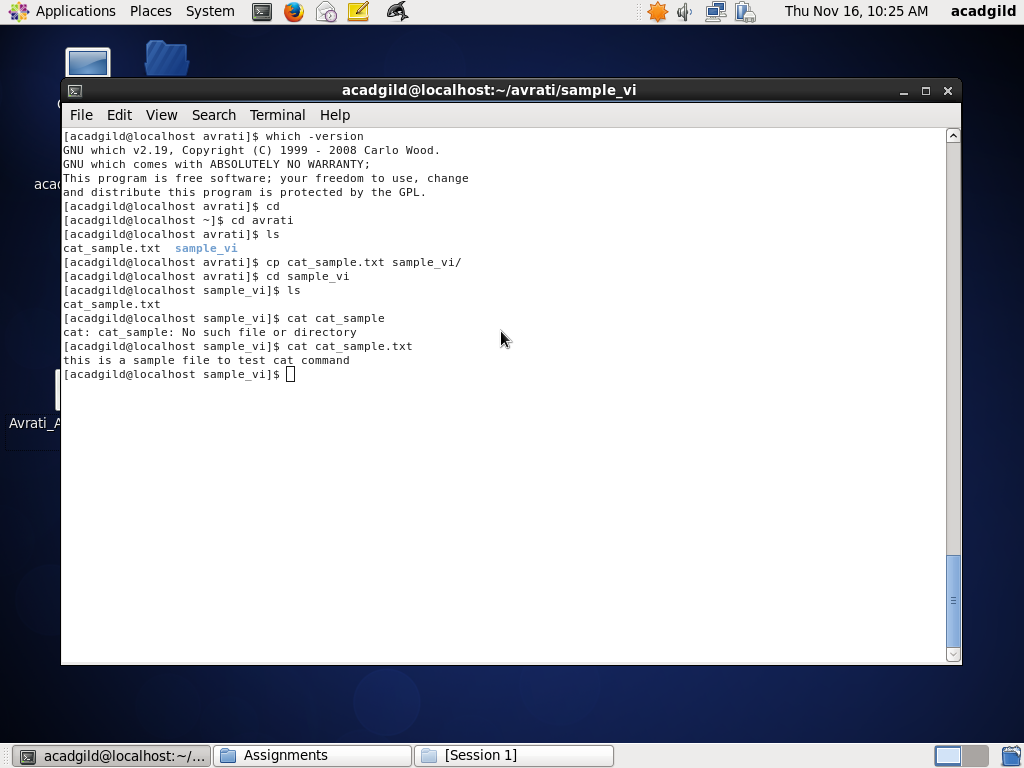 Applications Places System Thu Nov 16, 10:25 AM acadgild
acadgild@localhost:~/avrati/sample_vi
File Edit View Search Terminal Help
[acadgild@localhost avrati]$ which -version
GNU which v2.19, Copyright (C) 1999 - 2008 Carlo Wood.
GNU which comes with ABSOLUTELY NO WARRANTY;
This program is free software; your freedom to use, change
and distribute this program is protected by the GPL.
[acadgild@localhost avrati]$ cd
[acadgild@localhost ~]$ cd avrati
[acadgild@localhost avrati]$ ls
cat_sample.txt  sample_vi
[acadgild@localhost avrati]$ cp cat_sample.txt sample_vi/
[acadgild@localhost avrati]$ cd sample_vi
[acadgild@localhost sample_vi]$ ls
cat_sample.txt
[acadgild@localhost sample_vi]$ cat cat_sample
cat: cat_sample: No such file or directory
[acadgild@localhost sample_vi]$ cat cat_sample.txt
this is a sample file to test cat command
[acadgild@localhost sample_vi]$
Avrati_A
acadgild@localhost:~/... Assignments [Session 1]